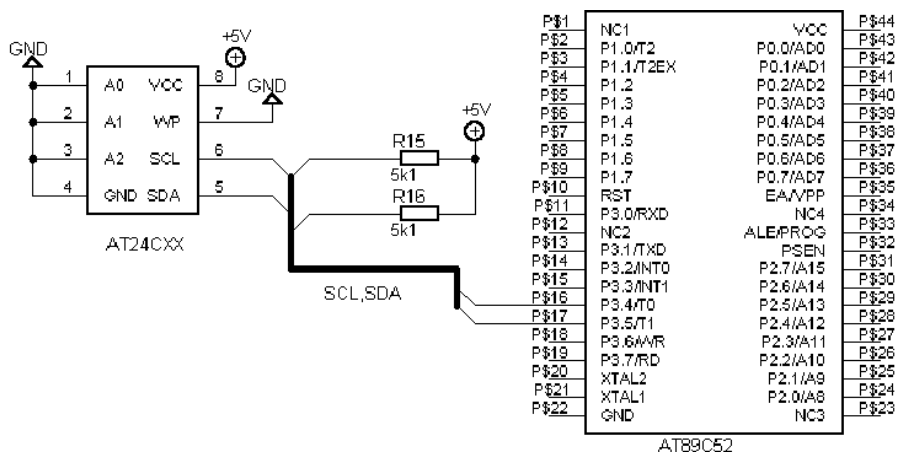 GND
+5V
1 A0 VCC 8
GND
2 A1 WP 7
3 A2 SCL 6
4 GND SDA 5
AT24CXX
+5V
R15
5k1
R16
5k1
SCL,SDA
P$1 NC1 VCC P$44
P$2 P1.0/T2 P0.0/AD0 P$43
P$3 P1.1/T2EX P0.1/AD1 P$42
P$4 P1.2 P0.2/AD2 P$41
P$5 P1.3 P0.3/AD3 P$40
P$6 P1.4 P0.4/AD4 P$39
P$7 P1.5 P0.5/AD5 P$38
P$8 P1.6 P0.6/AD6 P$37
P$9 P1.7 P0.7/AD7 P$36
P$10 RST EA/VPP P$35
P$11 P3.0/RXD NC4 P$34
P$12 NC2 ALE/PROG P$33
P$13 P3.1/TXD PSEN P$32
P$14 P3.2/INT0 P2.7/A15 P$31
P$15 P3.3/INT1 P2.6/A14 P$30
P$16 P3.4/T0 P2.5/A13 P$29
P$17 P3.5/T1 P2.4/A12 P$28
P$18 P3.6/WR P2.3/A11 P$27
P$19 P3.7/RD P2.2/A10 P$26
P$20 XTAL2 P2.1/A9 P$25
P$21 XTAL1 P2.0/A8 P$24
P$22 GND NC3 P$23
AT89C52